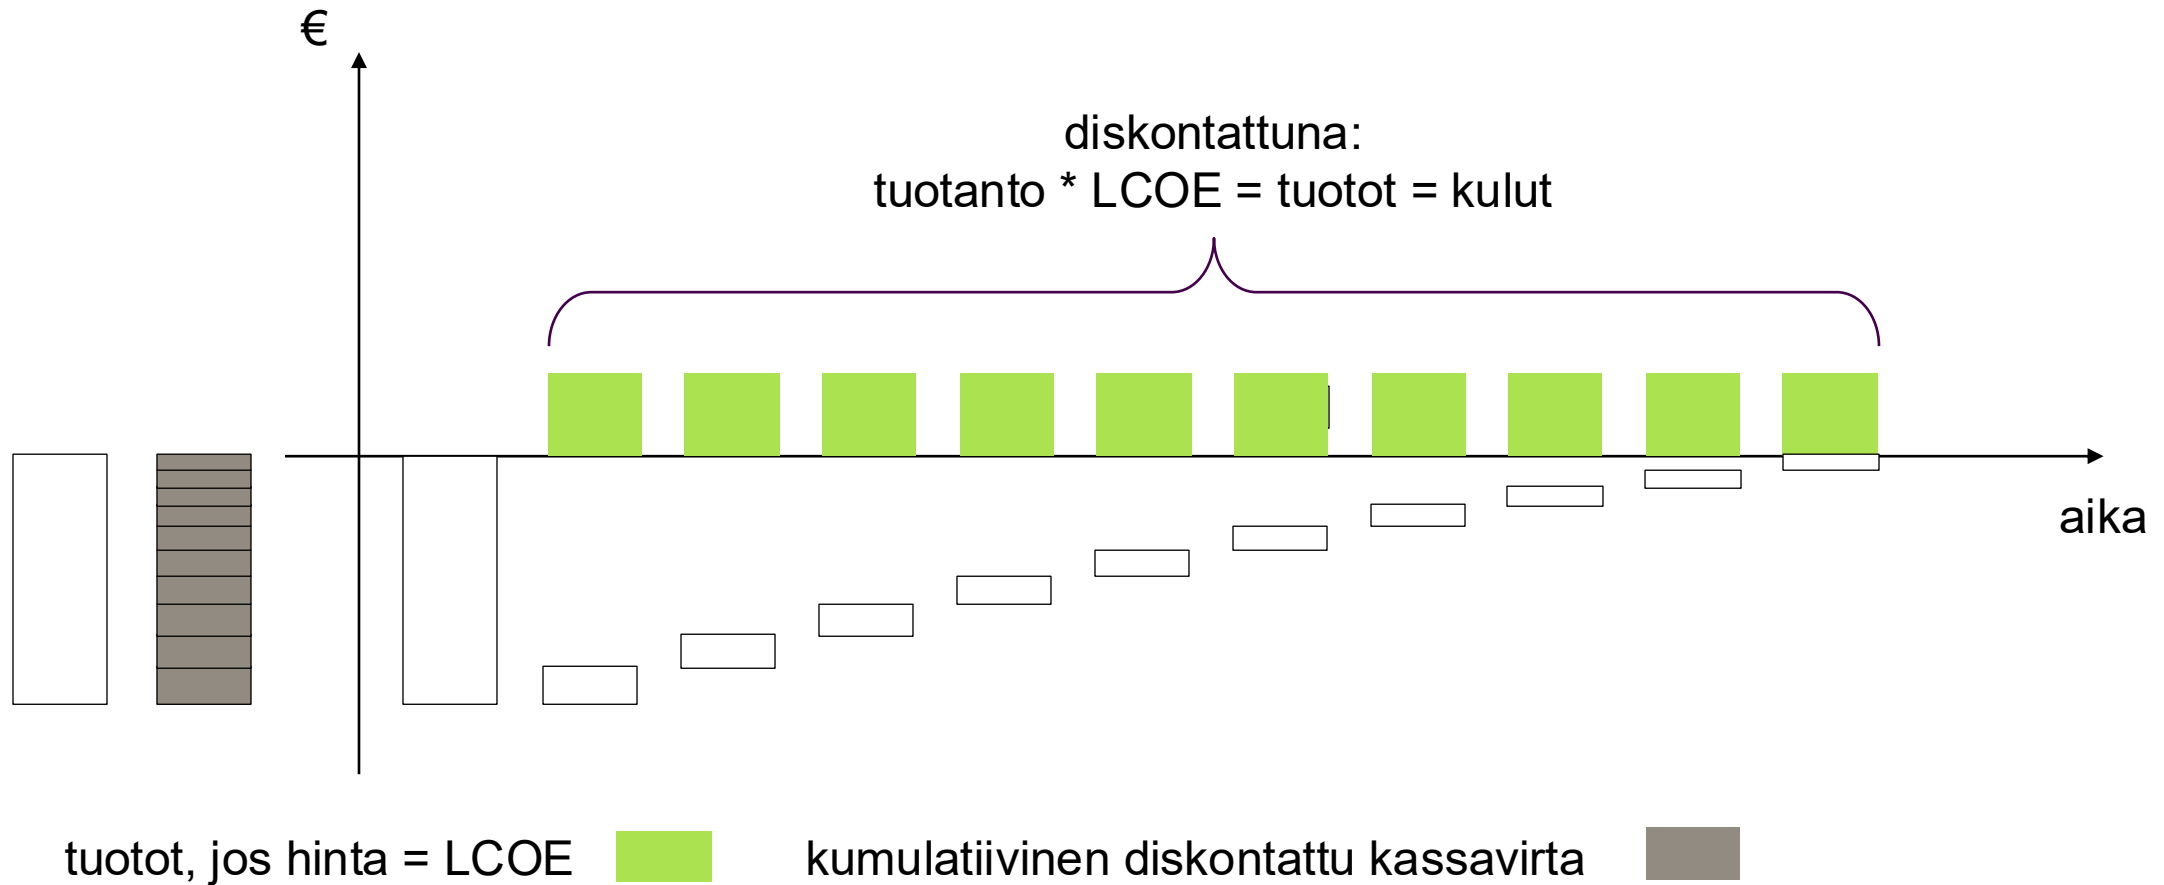 €
diskontattuna:
tuotanto * LCOE = tuotot = kulut
aika
tuotot, jos hinta = LCOE
kumulatiivinen diskontattu kassavirta